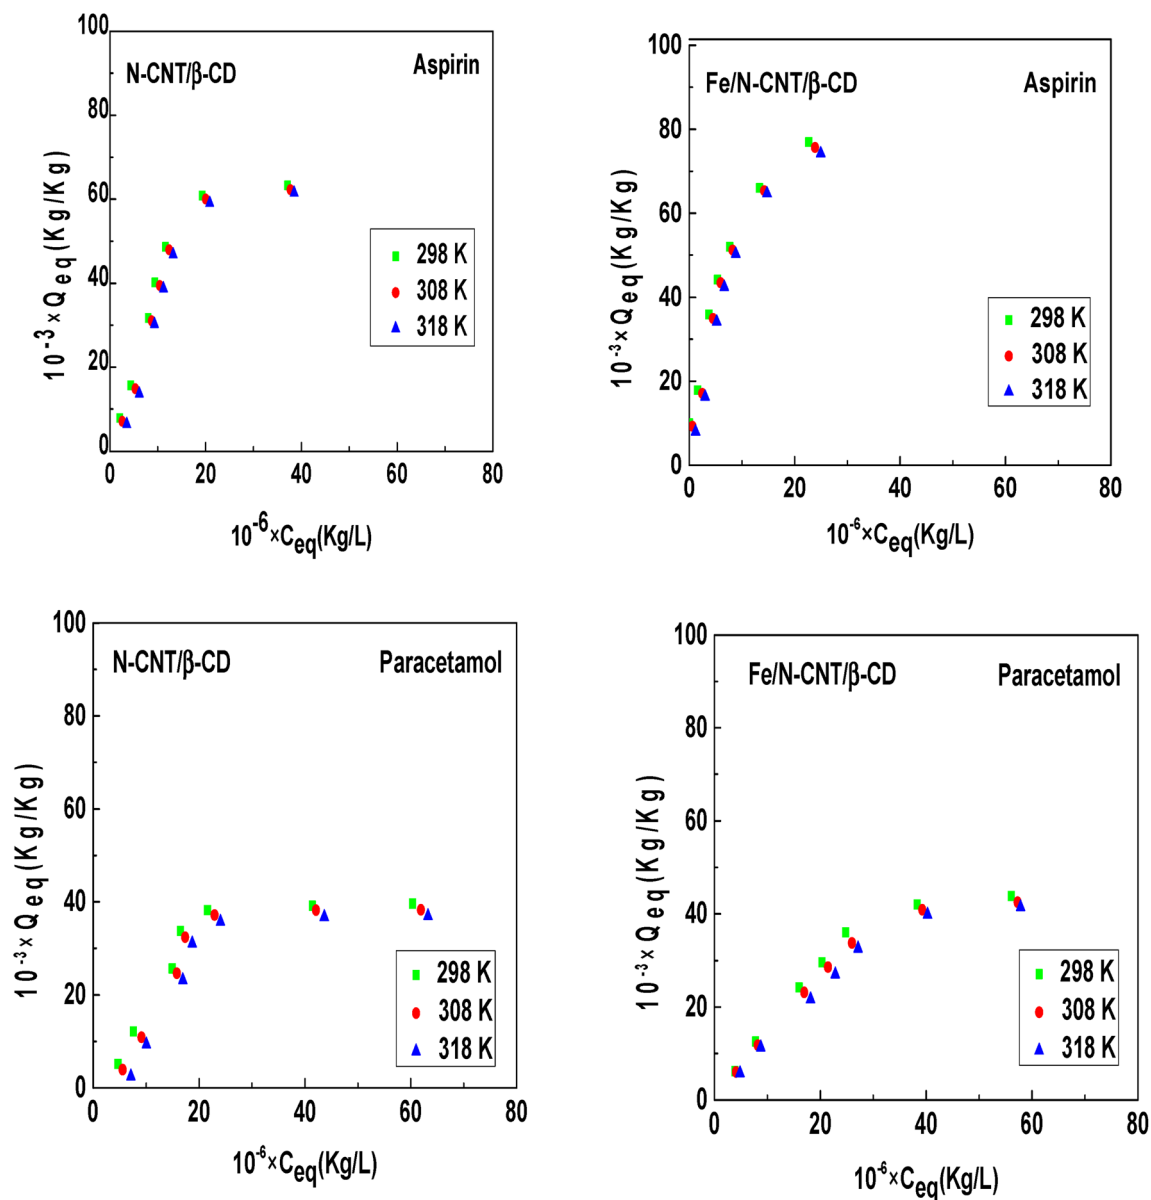 100
80
60
40
20
0
0 20 40 60 80
N-CNT/β-CD Aspirin
298 K
308 K
318 K
10⁻³×Qeq(Kg/Kg)
10⁻⁶×Ceq(Kg/L)
100
80
60
40
20
0
0 20 40 60 80
Fe/N-CNT/β-CD Aspirin
298 K
308 K
318 K
10⁻³×Qeq(Kg/Kg)
10⁻⁶×Ceq(Kg/L)
100
80
60
40
20
0
0 20 40 60 80
N-CNT/β-CD Paracetamol
298 K
308 K
318 K
10⁻³×Qeq(Kg/Kg)
10⁻⁶×Ceq(Kg/L)
100
80
60
40
20
0
0 20 40 60 80
Fe/N-CNT/β-CD Paracetamol
298 K
308 K
318 K
10⁻³×Qeq(Kg/Kg)
10⁻⁶×Ceq(Kg/L)